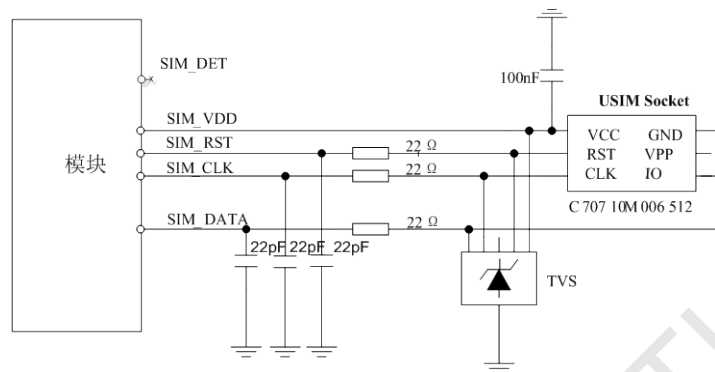 SIM_DET
100nF
USIM Socket
SIM_VDD
VCC GND
SIM_RST
22 Ω
RST VPP
模块
SIM_CLK
22 Ω
CLK IO
C 707 10M 006 512
SIM_DATA
22 Ω
22pF 22pF 22pF
TVS